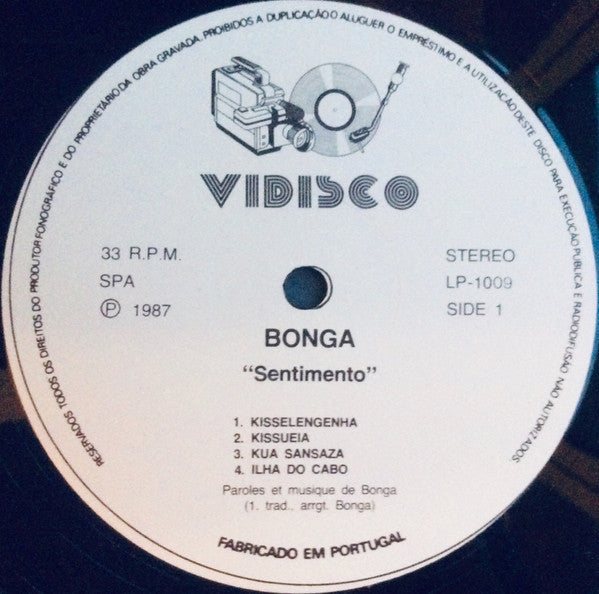 RESERVADOS TODOS OS DIREITOS DO PRODUTOR FONOGRÁFICO E DO PROPRIETÁRIO DA OBRA GRAVADA. PROIBIDOS A DUPLICAÇÃO O ALUGUER O EMPRÉSTIMO E A UTILIZAÇÃO DESTE DISCO PARA EXECUÇÃO PUBLICA E RADIODIFUSÃO NÃO AUTORIZADOS.
VIDISCO
33 R.P.M.
SPA
Ⓟ 1987
STEREO
LP-1009
SIDE 1
BONGA
“Sentimento”
1. KISSELENGENHA
2. KISSUEIA
3. KUA SANSAZA
4. ILHA DO CABO
Paroles et musique de Bonga
(1. trad., arrgt. Bonga)
FABRICADO EM PORTUGAL